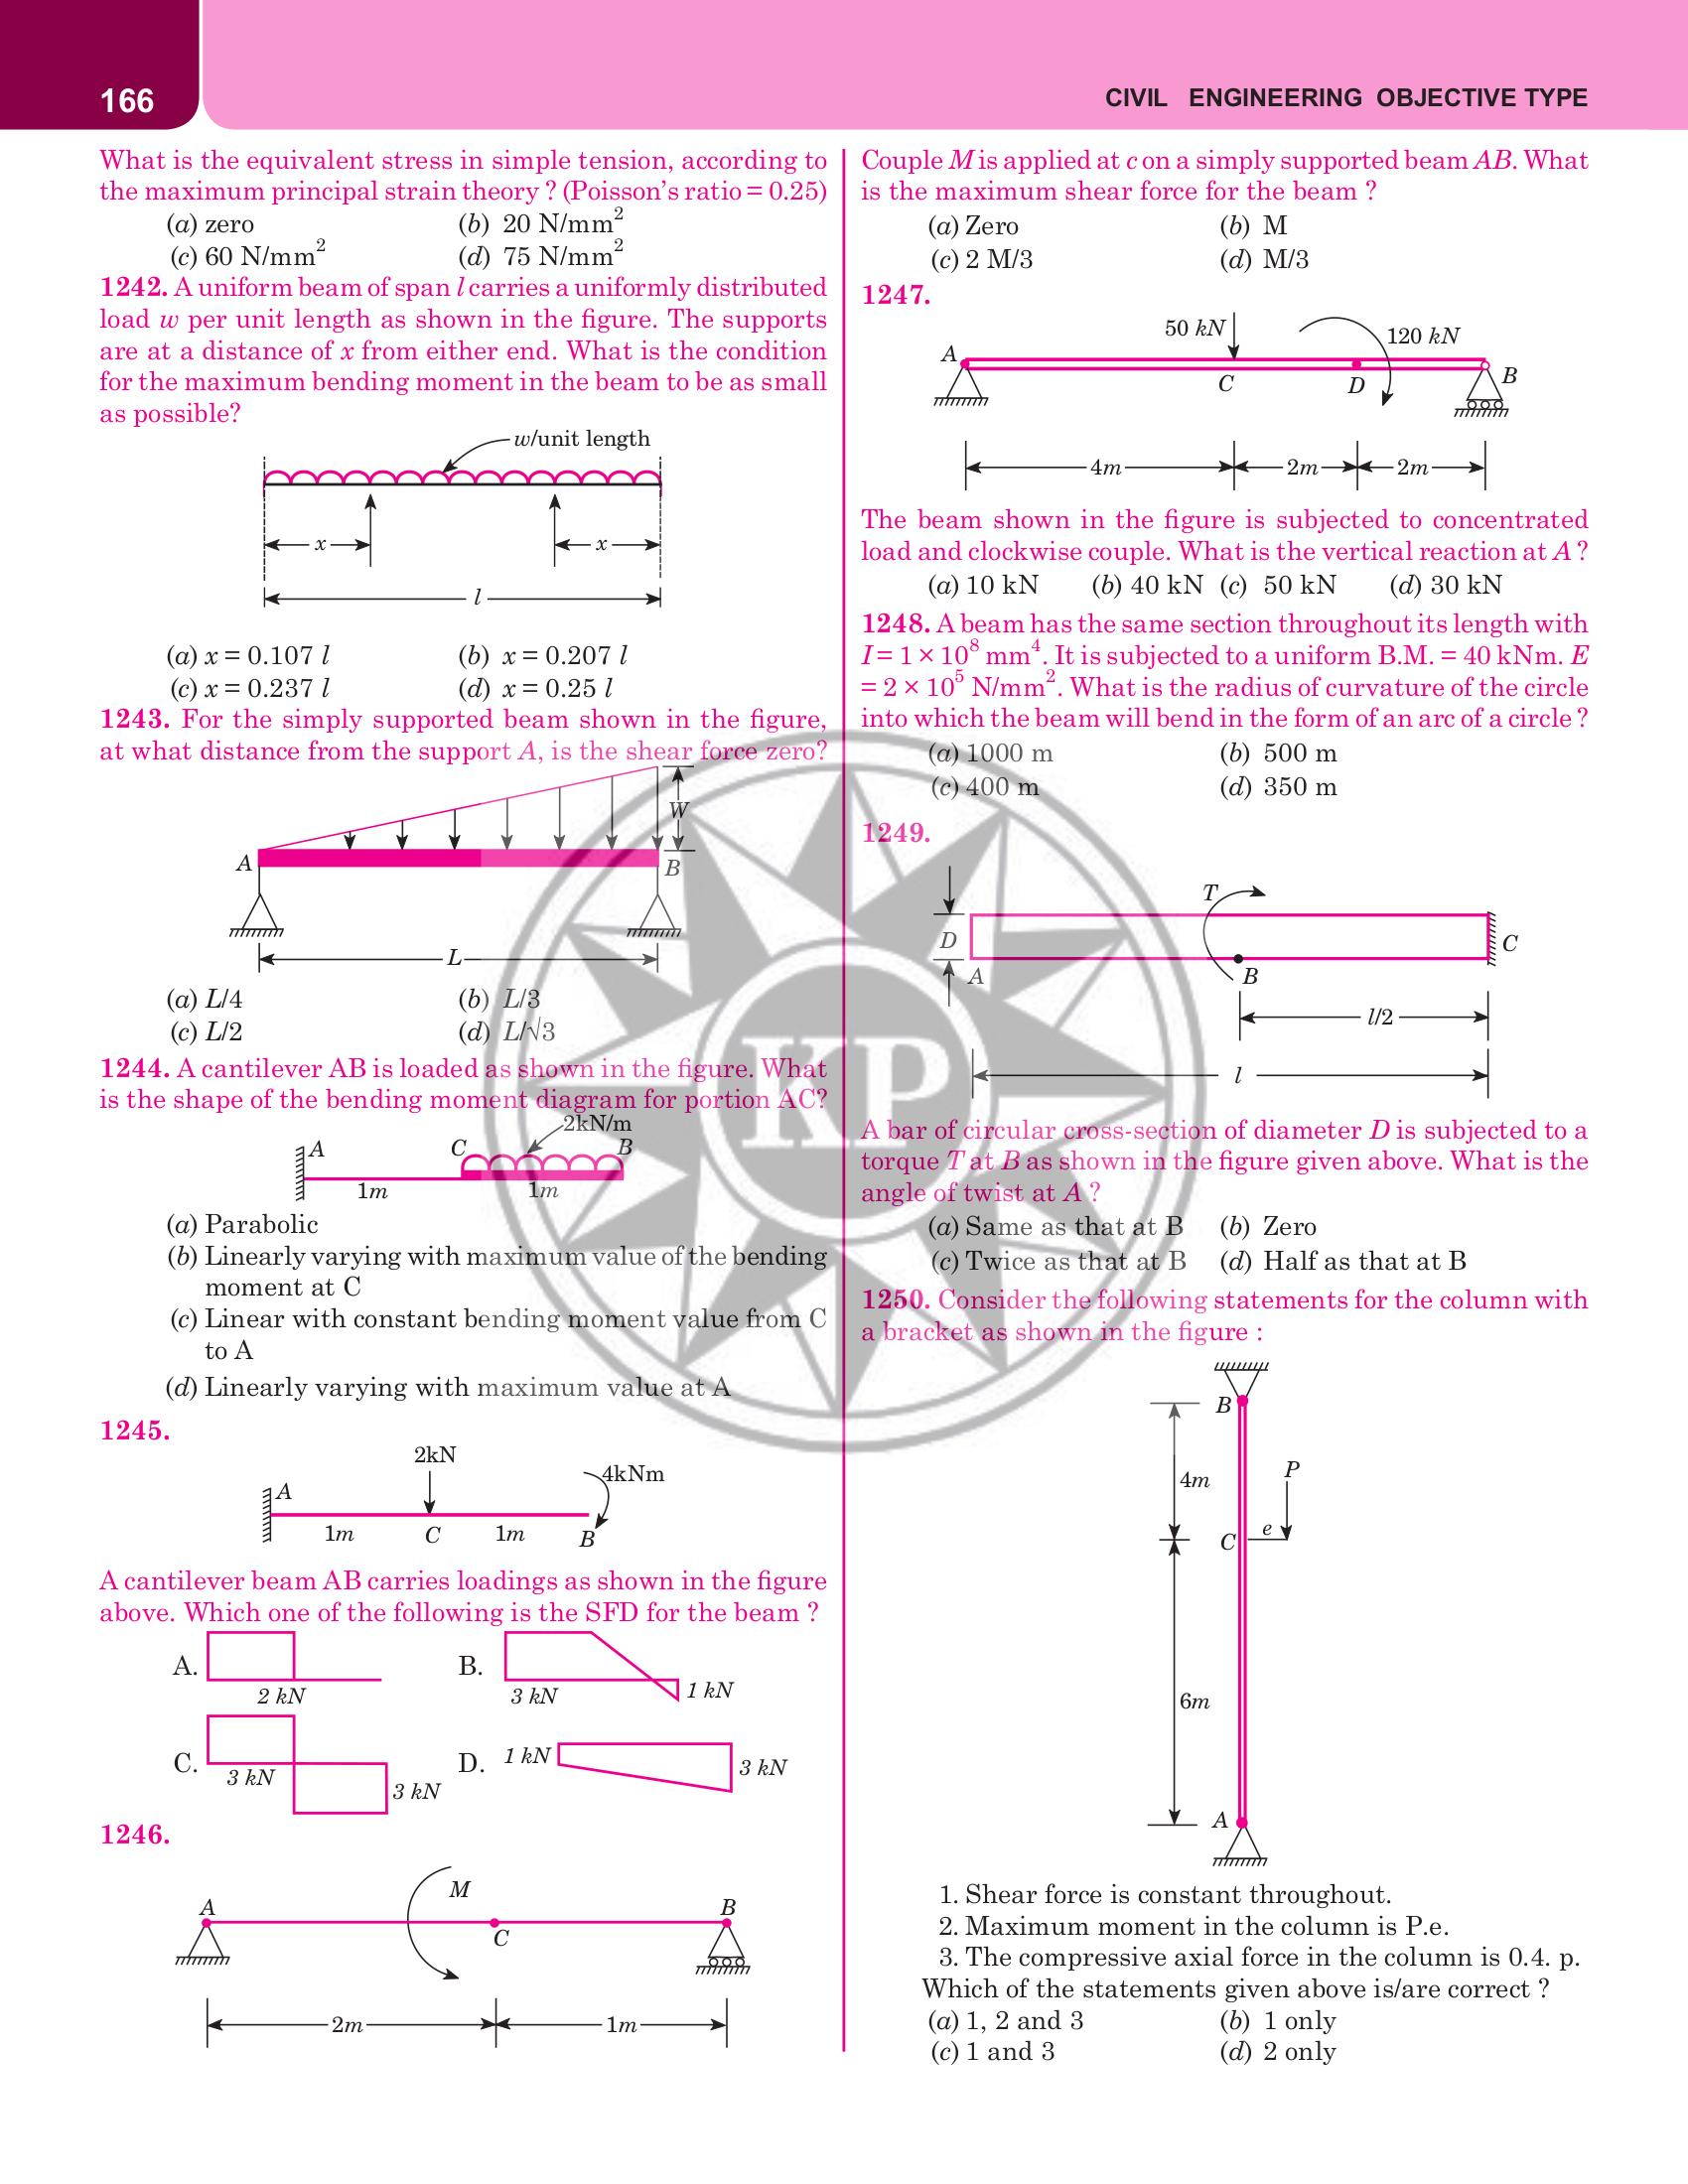 166
CIVIL ENGINEERING OBJECTIVE TYPE
What is the equivalent stress in simple tension, according to
the maximum principal strain theory ? (Poisson's ratio = 0.25)
(a) zero (b) 20 N/mm²
(c) 60 N/mm² (d) 75 N/mm²
1242. A uniform beam of span l carries a uniformly distributed
load w per unit length as shown in the figure. The supports
are at a distance of x from either end. What is the condition
for the maximum bending moment in the beam to be as small
as possible?
w/unit length
x x
l
(a) x = 0.107 l (b) x = 0.207 l
(c) x = 0.237 l (d) x = 0.25 l
1243. For the simply supported beam shown in the figure,
at what distance from the support A, is the shear force zero?
W
A B
L
(a) L/4 (b) L/3
(c) L/2 (d) L/√3
1244. A cantilever AB is loaded as shown in the figure. What
is the shape of the bending moment diagram for portion AC?
2kN/m
A C B
1m 1m
(a) Parabolic
(b) Linearly varying with maximum value of the bending
moment at C
(c) Linear with constant bending moment value from C
to A
(d) Linearly varying with maximum value at A
1245.
2kN
4kNm
A
1m C 1m B
A cantilever beam AB carries loadings as shown in the figure
above. Which one of the following is the SFD for the beam ?
A. B.
2 kN 3 kN 1 kN
C. D. 1 kN 3 kN
3 kN 3 kN
1246.
M
A B
C
2m 1m
Couple M is applied at c on a simply supported beam AB. What
is the maximum shear force for the beam ?
(a) Zero (b) M
(c) 2 M/3 (d) M/3
1247.
50 kN 120 kN
A C D B
4m 2m 2m
The beam shown in the figure is subjected to concentrated
load and clockwise couple. What is the vertical reaction at A ?
(a) 10 kN (b) 40 kN (c) 50 kN (d) 30 kN
1248. A beam has the same section throughout its length with
I = 1 × 10⁸ mm⁴. It is subjected to a uniform B.M. = 40 kNm. E
= 2 × 10⁵ N/mm². What is the radius of curvature of the circle
into which the beam will bend in the form of an arc of a circle ?
(a) 1000 m (b) 500 m
(c) 400 m (d) 350 m
1249.
T
D C
A B
l/2
l
A bar of circular cross-section of diameter D is subjected to a
torque T at B as shown in the figure given above. What is the
angle of twist at A ?
(a) Same as that at B (b) Zero
(c) Twice as that at B (d) Half as that at B
1250. Consider the following statements for the column with
a bracket as shown in the figure :
B
4m P
C e
6m
A
1. Shear force is constant throughout.
2. Maximum moment in the column is P.e.
3. The compressive axial force in the column is 0.4. p.
Which of the statements given above is/are correct ?
(a) 1, 2 and 3 (b) 1 only
(c) 1 and 3 (d) 2 only
KP